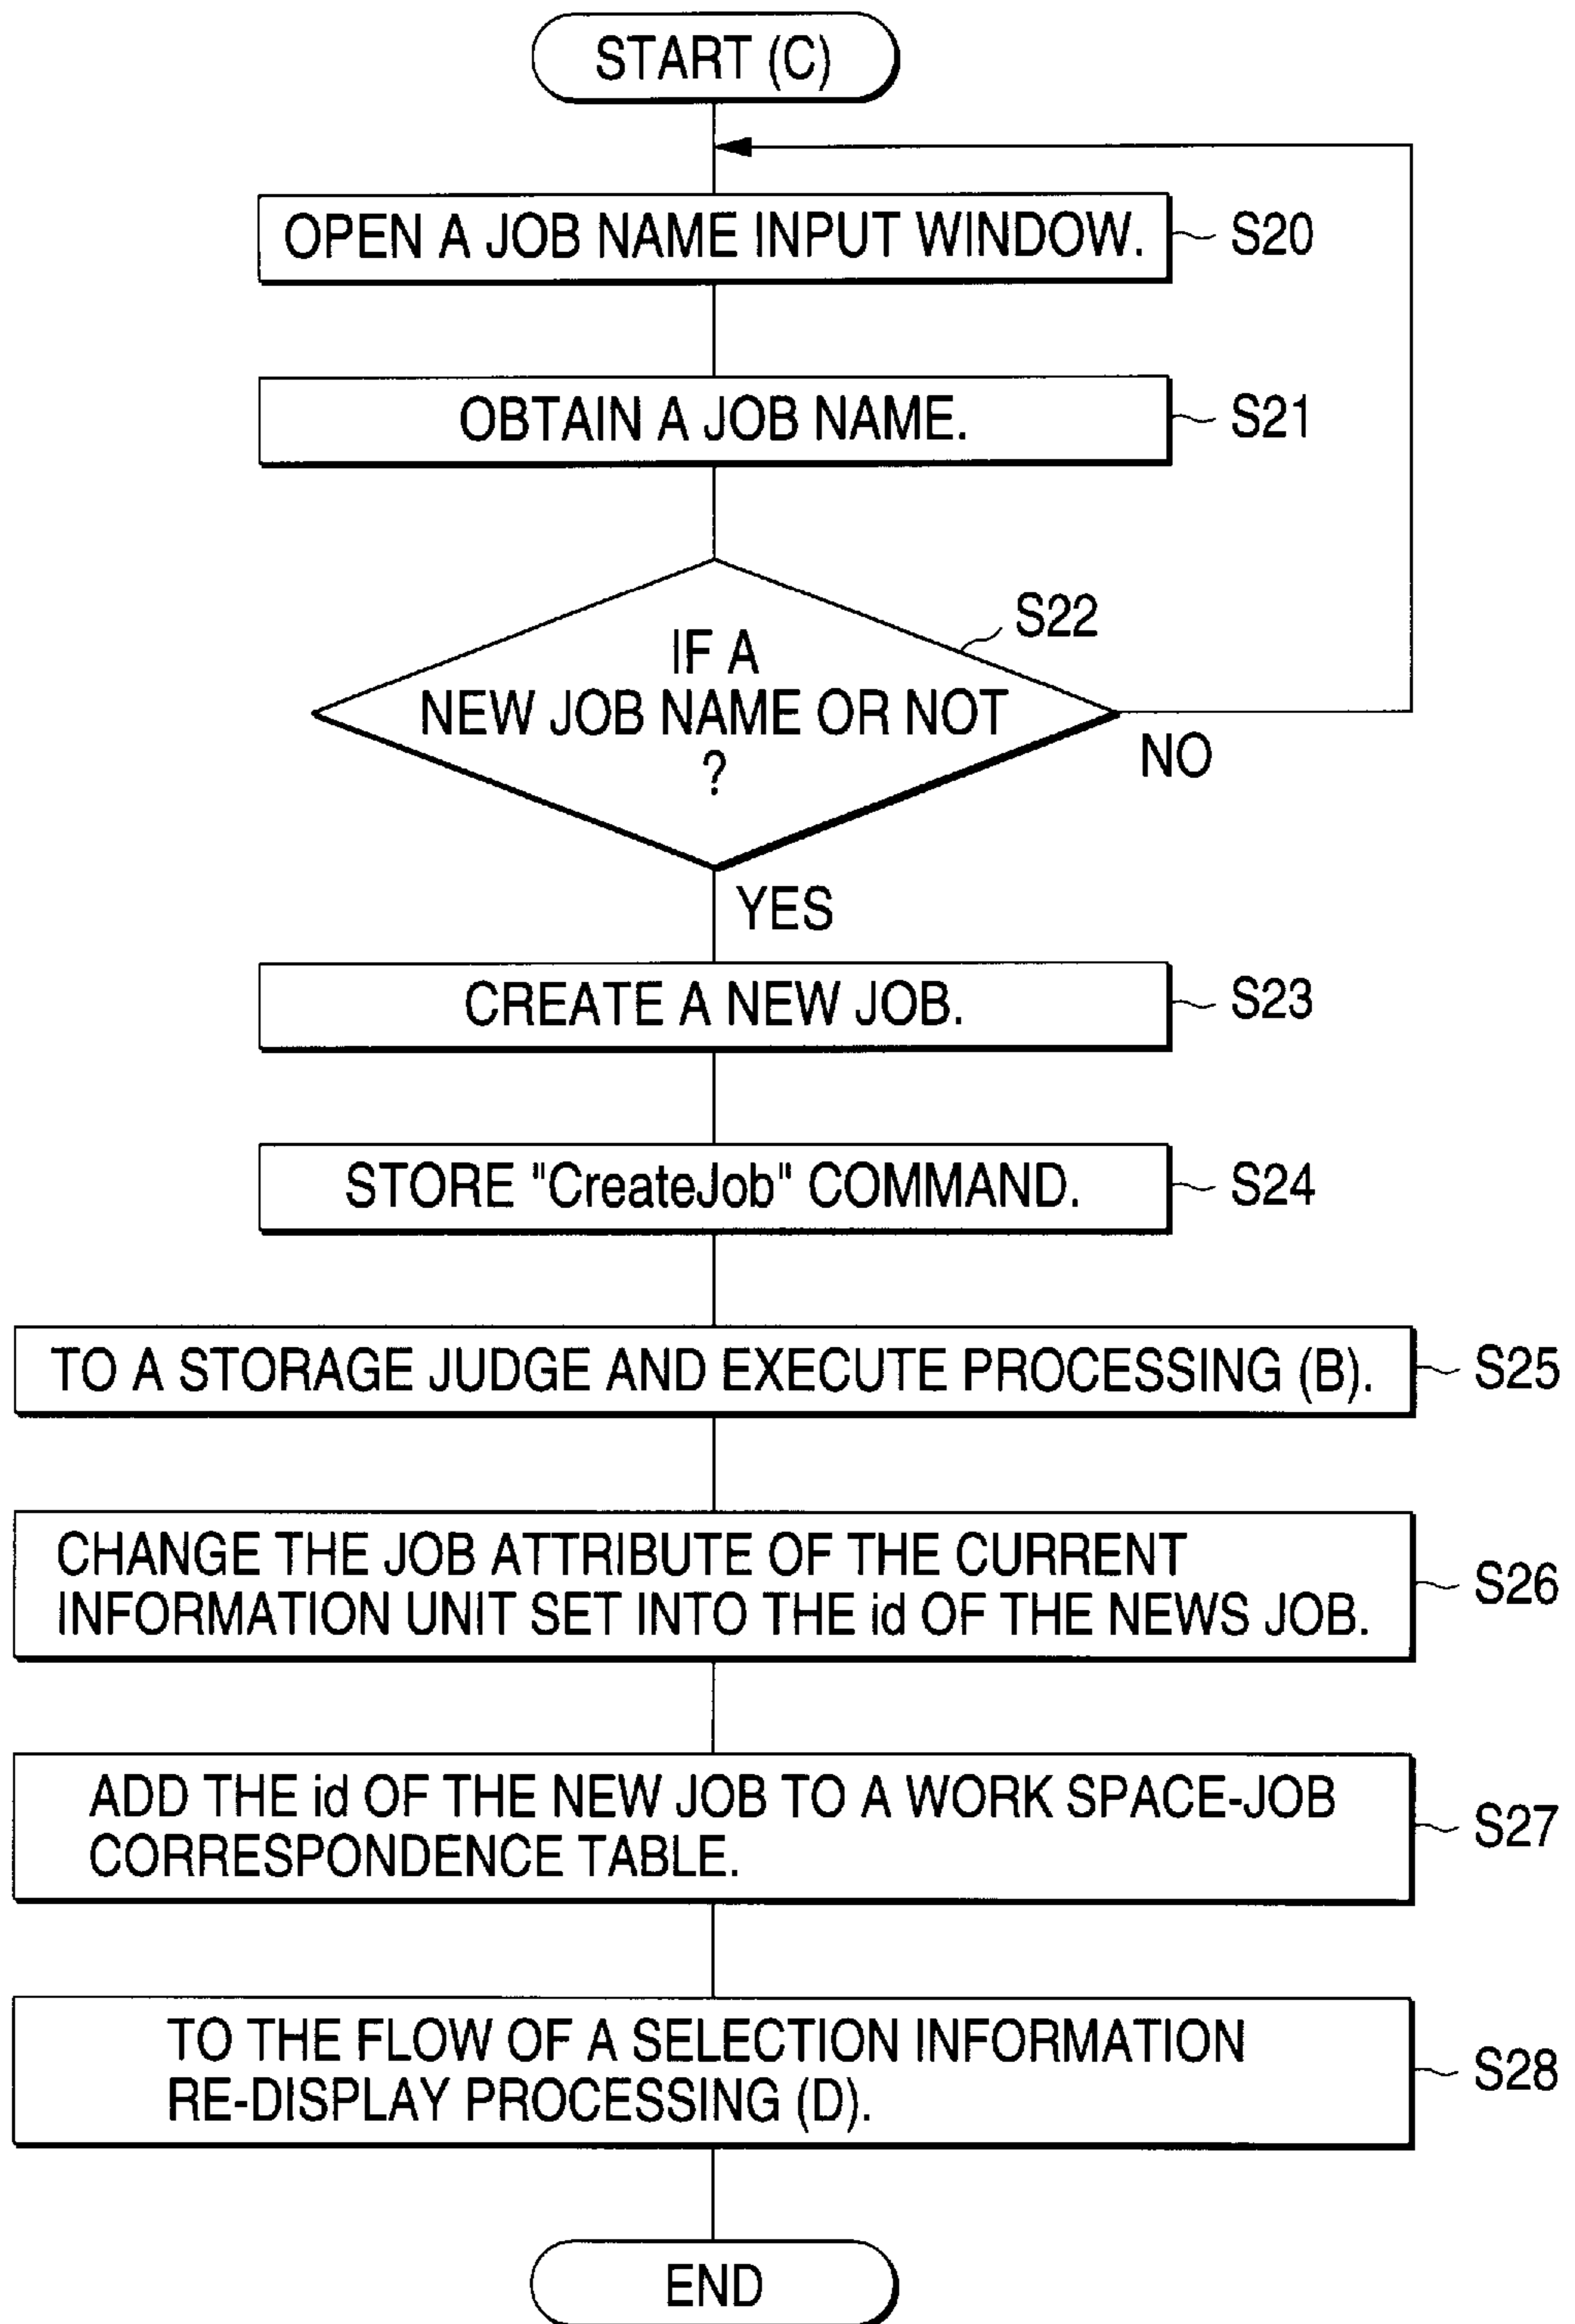 START (C)
OPEN A JOB NAME INPUT WINDOW.
S20
OBTAIN A JOB NAME.
S21
S22
IF A
NEW JOB NAME OR NOT
?
NO
YES
CREATE A NEW JOB.
S23
STORE "CreateJob" COMMAND.
S24
TO A STORAGE JUDGE AND EXECUTE PROCESSING (B).
S25
CHANGE THE JOB ATTRIBUTE OF THE CURRENT
INFORMATION UNIT SET INTO THE id OF THE NEWS JOB.
S26
ADD THE id OF THE NEW JOB TO A WORK SPACE-JOB
CORRESPONDENCE TABLE.
S27
TO THE FLOW OF A SELECTION INFORMATION
RE-DISPLAY PROCESSING (D).
S28
END